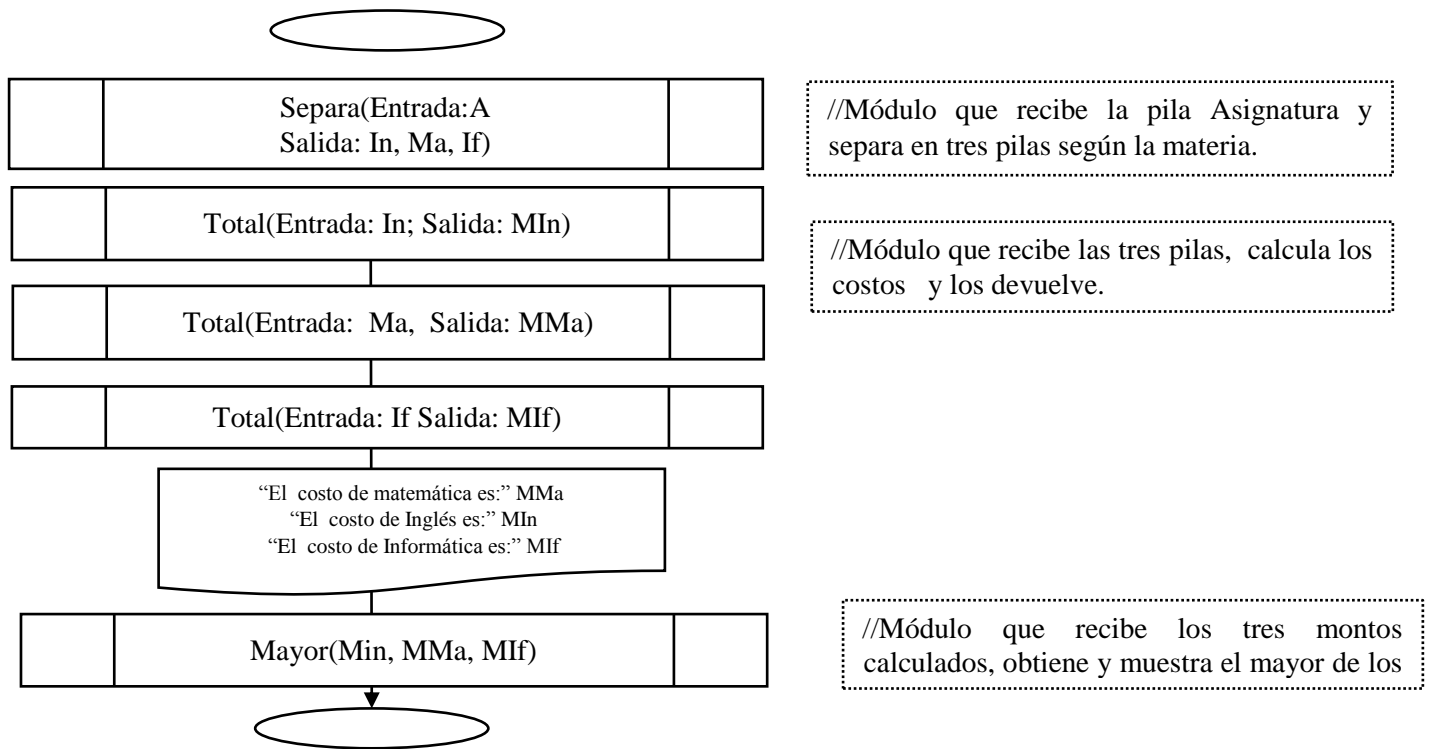 Separa(Entrada:A
Salida: In, Ma, If)
//Módulo que recibe la pila Asignatura y
separa en tres pilas según la materia.
Total(Entrada: In; Salida: MIn)
//Módulo que recibe las tres pilas, calcula los
costos y los devuelve.
Total(Entrada: Ma, Salida: MMa)
Total(Entrada: If Salida: MIf)
“El costo de matemática es:” MMa
“El costo de Inglés es:” MIn
“El costo de Informática es:” MIf
Mayor(Min, MMa, MIf)
//Módulo que recibe los tres montos
calculados, obtiene y muestra el mayor de los